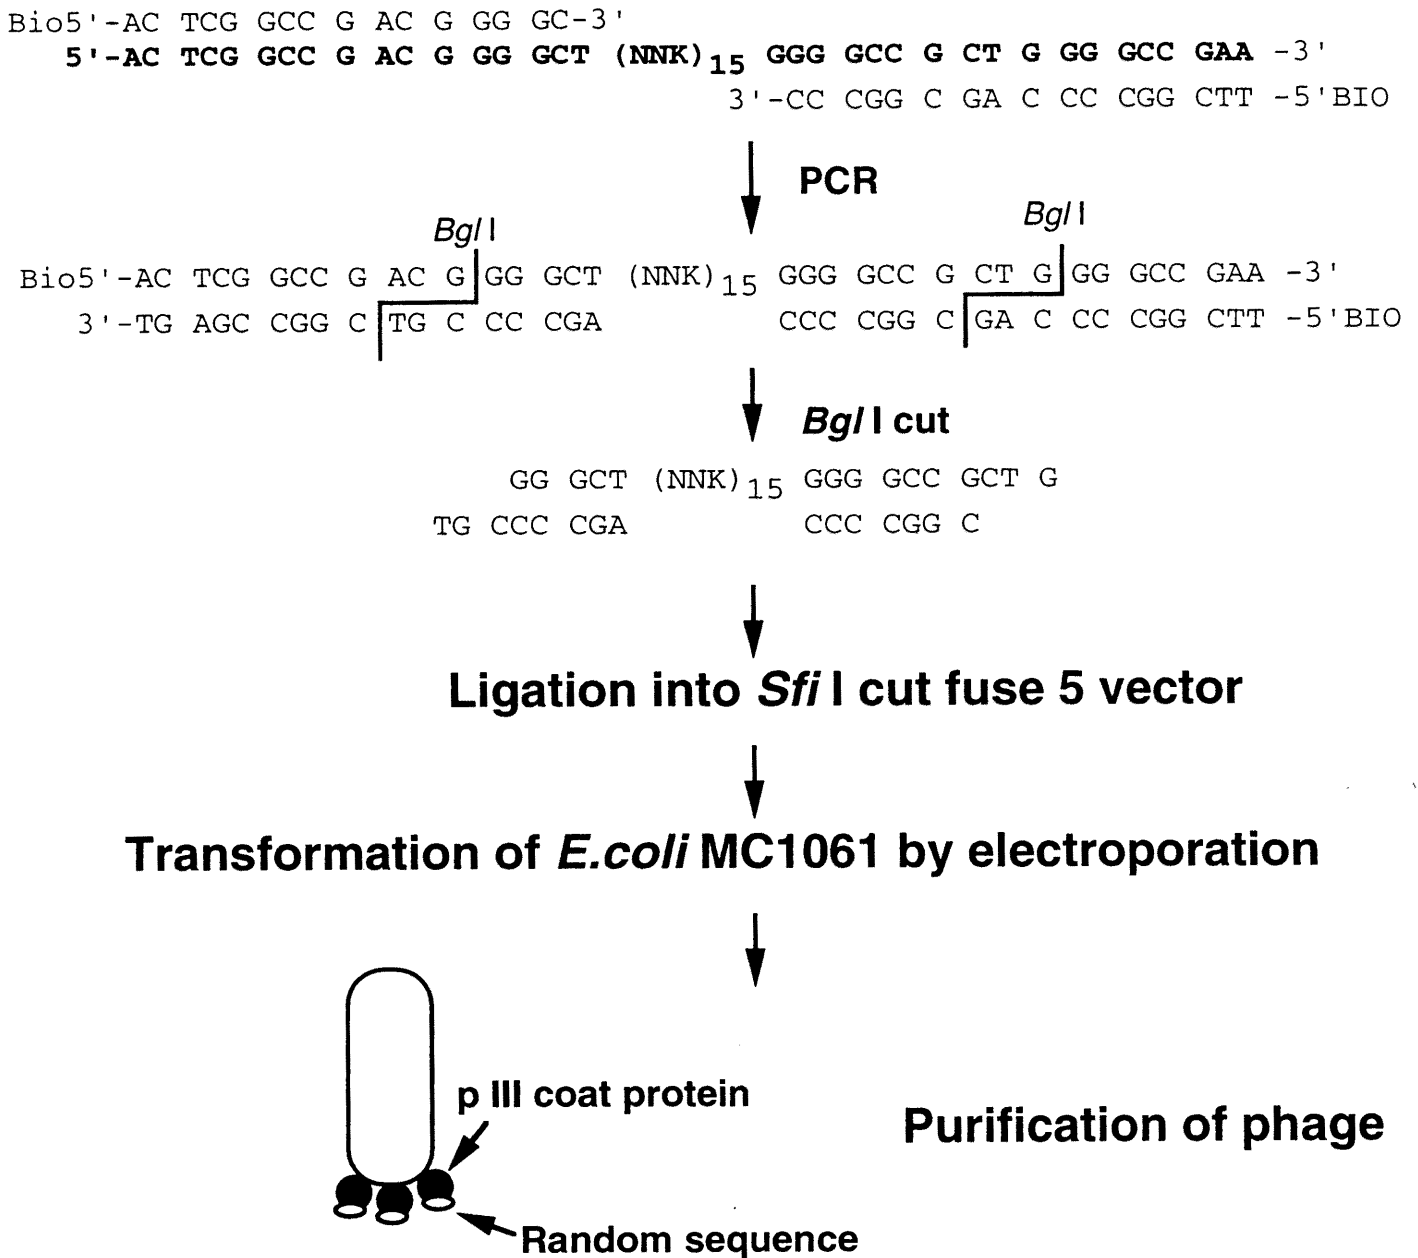 Bio5'-AC TCG GCC G AC G GG GC-3'
5'-AC TCG GCC G AC G GG GCT (NNK)15 GGG GCC G CT G GG GCC GAA -3'
3'-CC CGG C GA C CC CGG CTT -5'BIO
PCR
Bgl I
Bgl I
Bio5'-AC TCG GCC G AC G GG GCT (NNK)15 GGG GCC G CTG GG GCC GAA -3'
3'-TG AGC CGG C TG C CC CGA CCC CGG C GA C CC CGG CTT -5'BIO
Bgl I cut
GG GCT (NNK)15 GGG GCC GCT G
TG CCC CGA CCC CGG C
Ligation into Sfi I cut fuse 5 vector
Transformation of E.coli MC1061 by electroporation
p III coat protein
Purification of phage
Random sequence